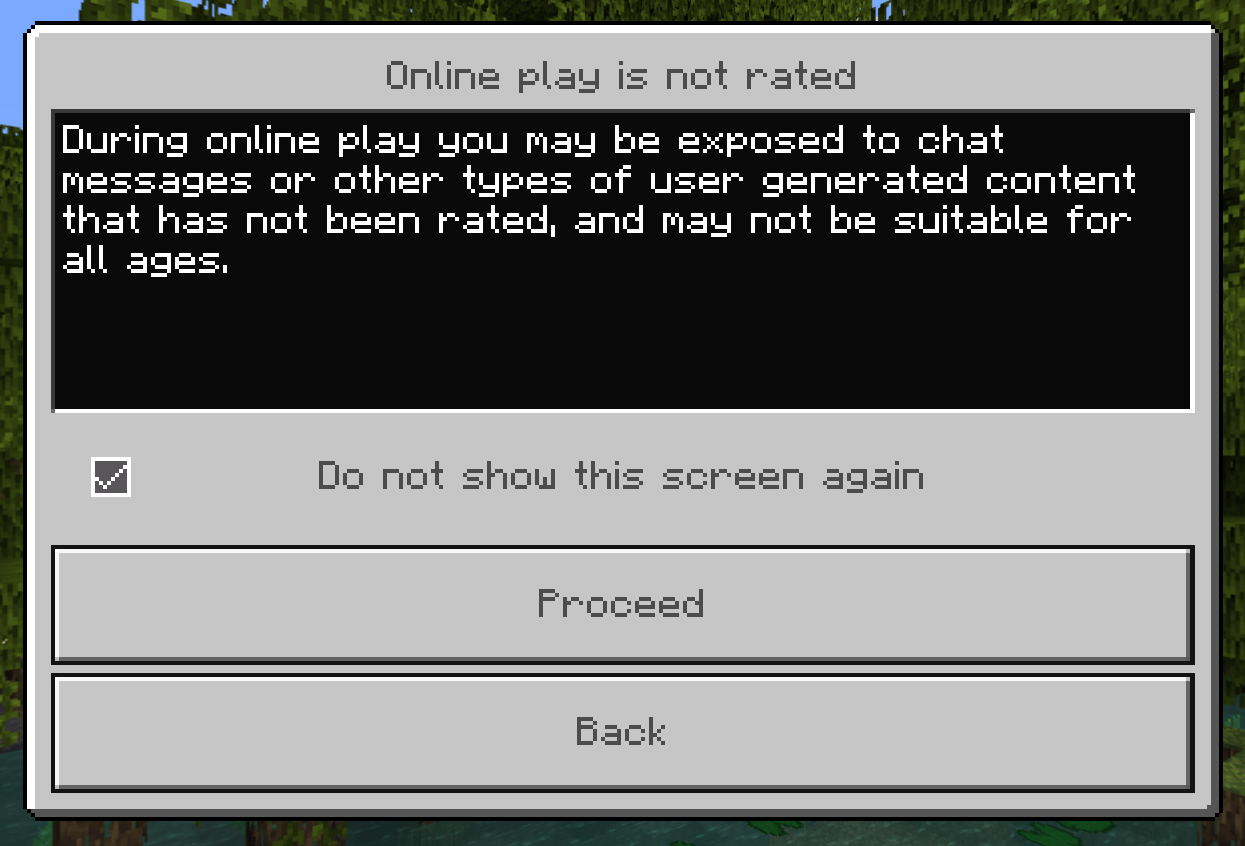 Online play is not rated
During online play you may be exposed to chat
messages or other types of user generated content
that has not been rated, and may not be suitable for
all ages.
Do not show this screen again
Proceed
Back